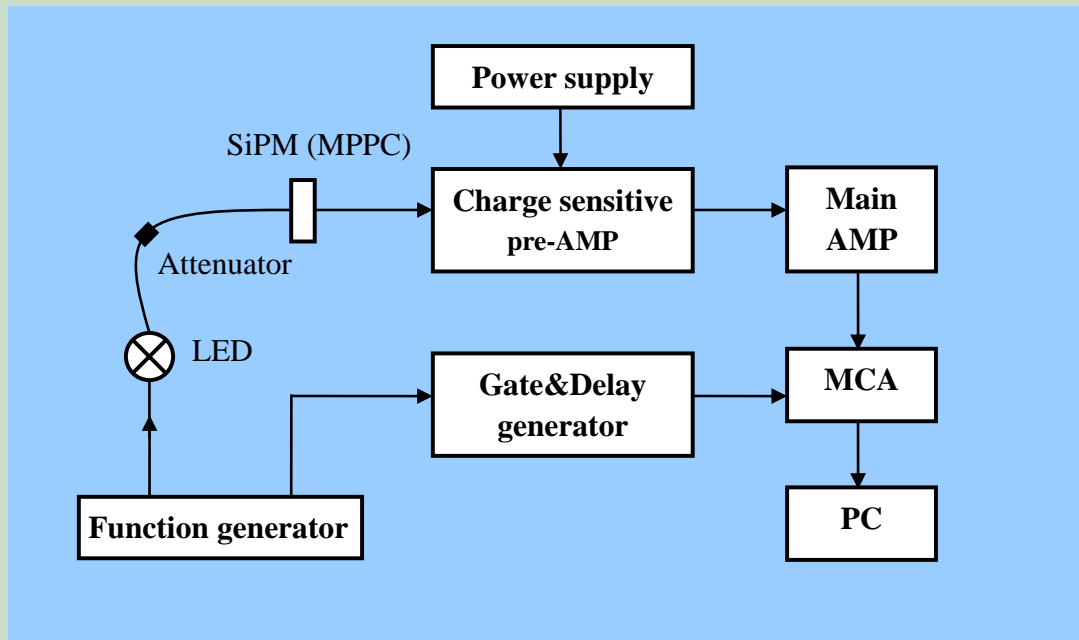 Power supply
SiPM (MPPC)
Charge sensitive
pre-AMP
Main
AMP
Attenuator
LED
Gate&Delay
generator
MCA
Function generator
PC